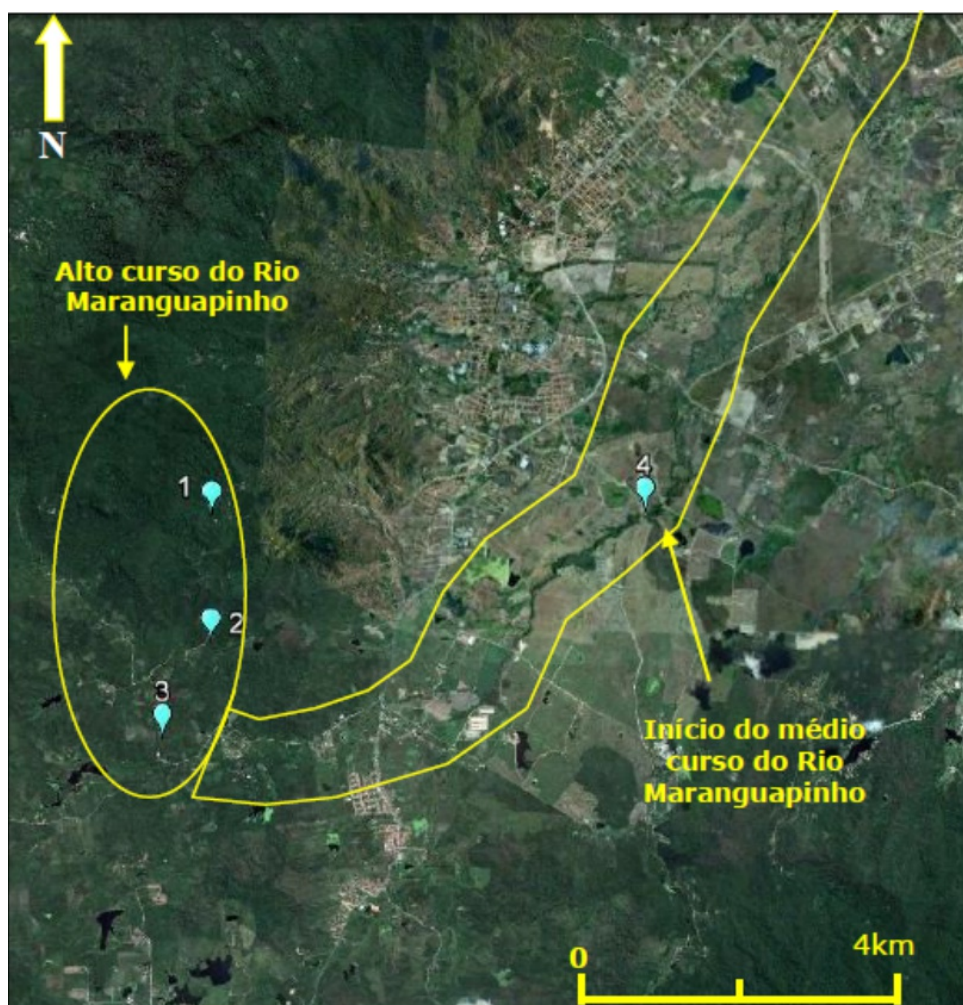 N
Alto curso do Rio
Maranguapinho
1
4
2
3
Início do médio
curso do Rio
Maranguapinho
0
4km